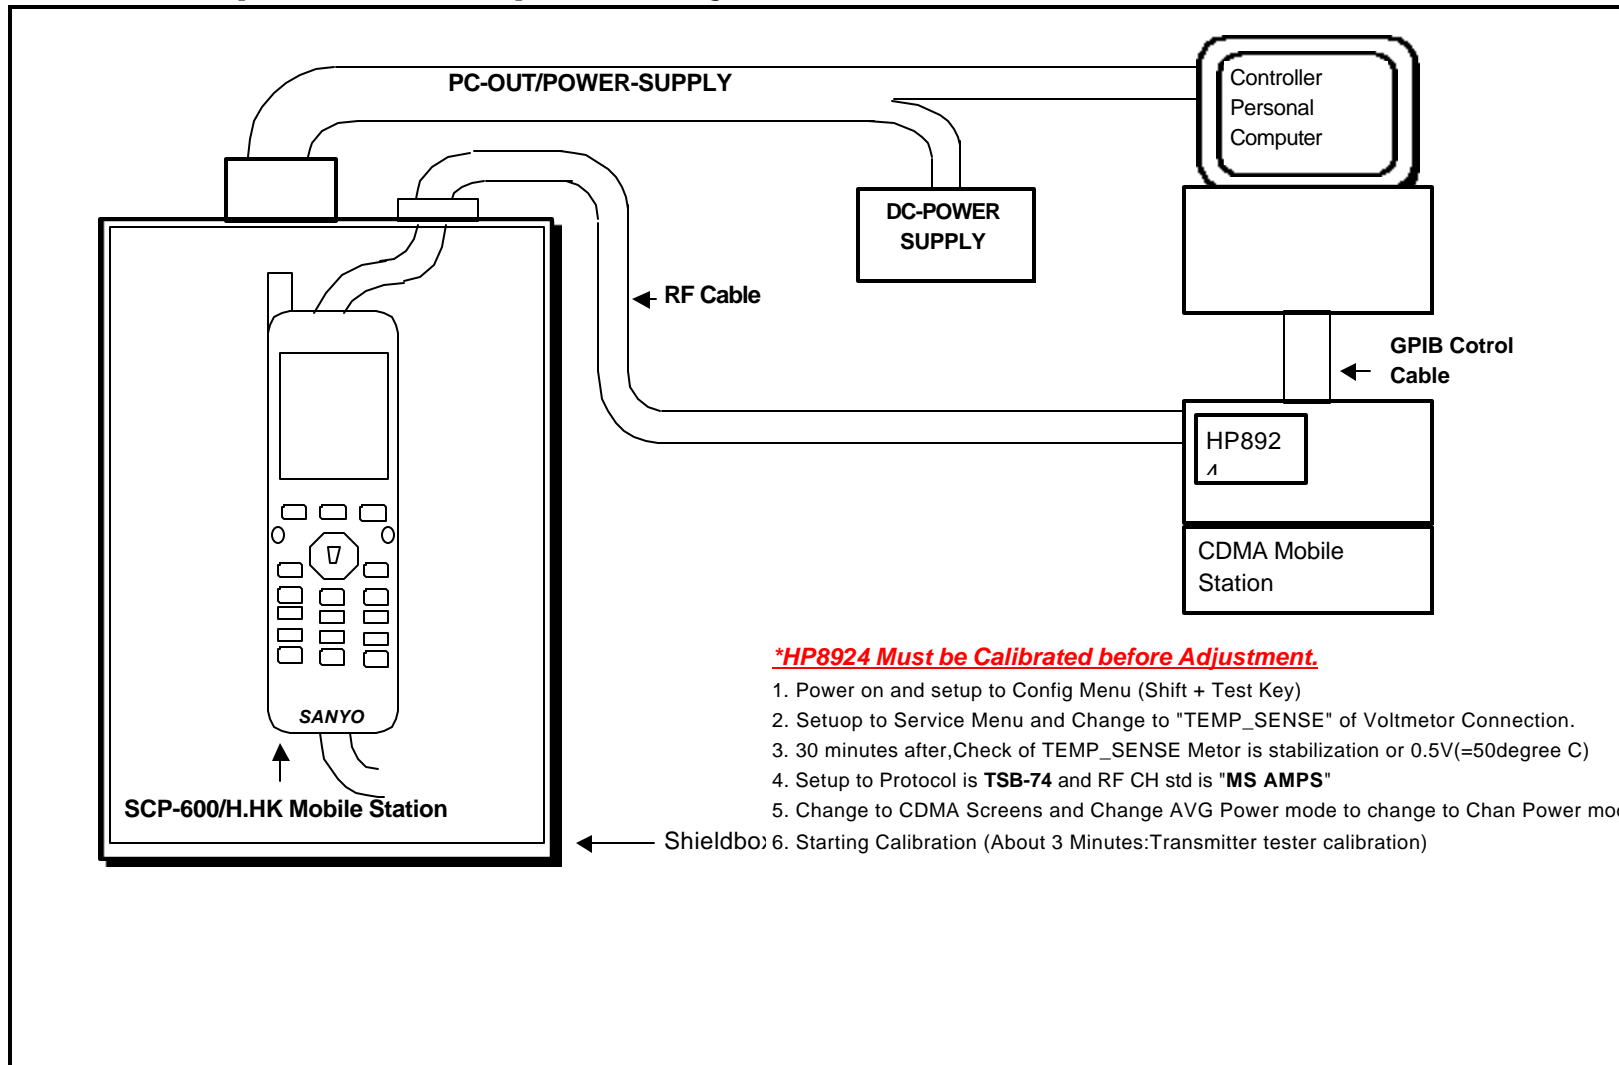 PC-OUT/POWER-SUPPLY
Controller
Personal
Computer
DC-POWER
SUPPLY
RF Cable
GPIB Cotrol
Cable
HP892
4
CDMA Mobile
Station
SANYO
SCP-600/H.HK Mobile Station
Shieldbox
*HP8924 Must be Calibrated before Adjustment.
1. Power on and setup to Config Menu (Shift + Test Key)
2. Setuop to Service Menu and Change to "TEMP_SENSE" of Voltmetor Connection.
3. 30 minutes after,Check of TEMP_SENSE Metor is stabilization or 0.5V(=50degree C)
4. Setup to Protocol is TSB-74 and RF CH std is "MS AMPS"
5. Change to CDMA Screens and Change AVG Power mode to change to Chan Power mo
6. Starting Calibration (About 3 Minutes:Transmitter tester calibration)